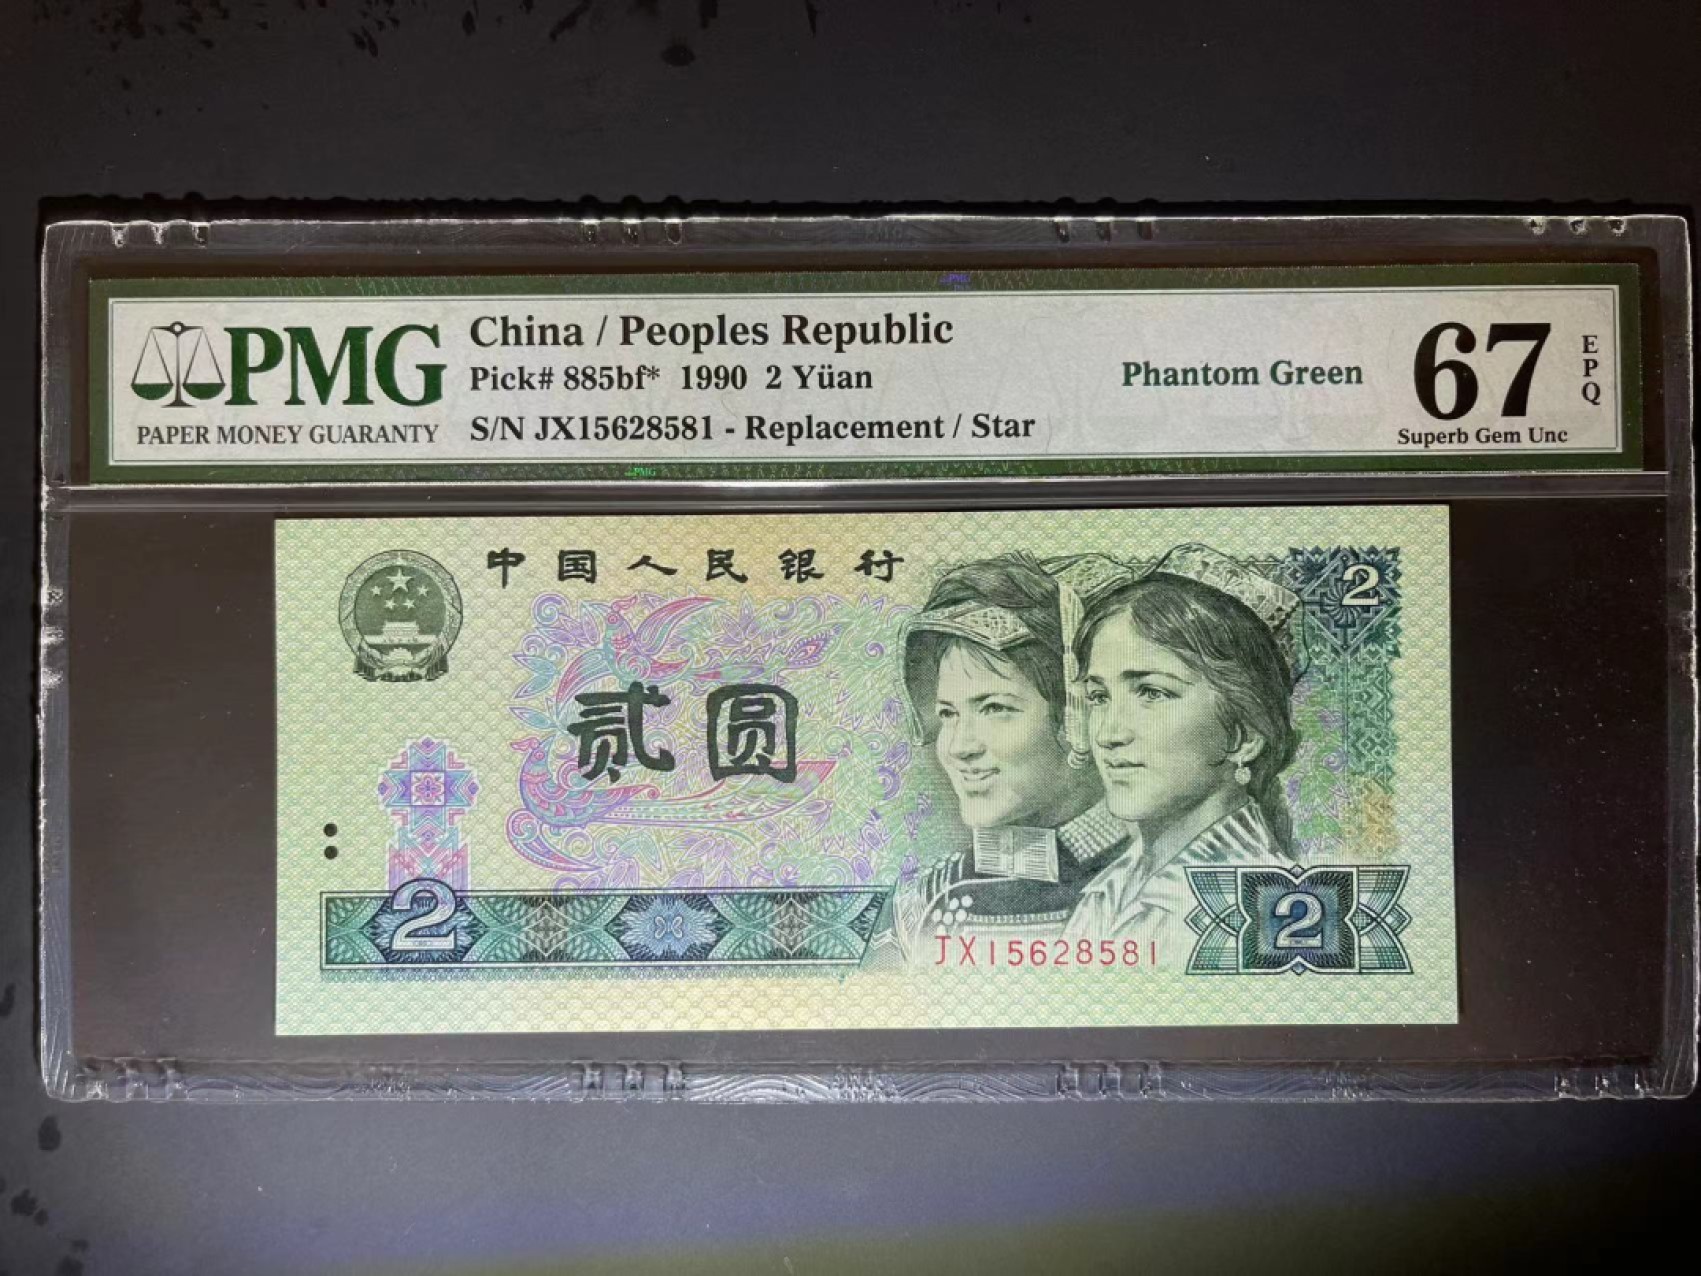 PMG
PAPER MONEY GUARANTY
China / Peoples Republic
Pick# 885bf* 1990 2 Yüan
S/N JX15628581 - Replacement / Star
Phantom Green
67
EPQ
Superb Gem Unc
中国人民银行
2
贰圆
2
JX15628581
2